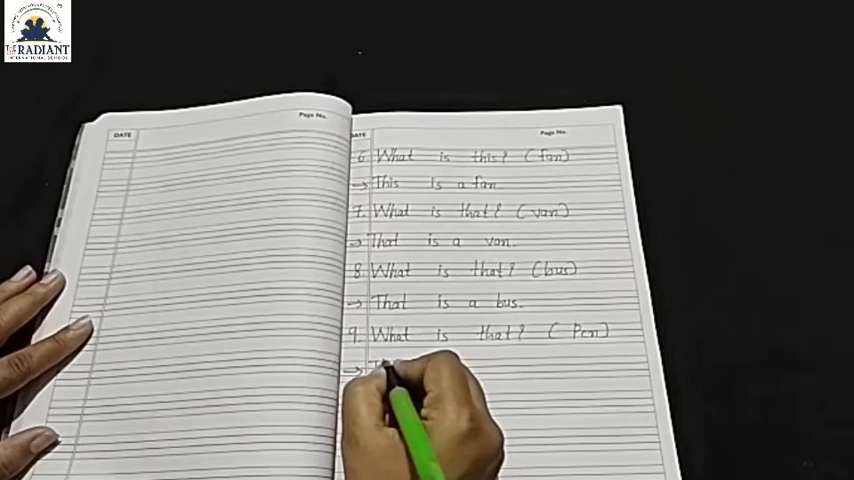 THE RADIANT
INTERNATIONAL SCHOOL
Page No.
DATE
Page No.
DATE
6. What is this? (fan)
→ This is a fan
7. What is that? (van)
→ That is a van.
8. What is that? (bus)
→ That is a bus.
9. What is that? (Pen)
→ T